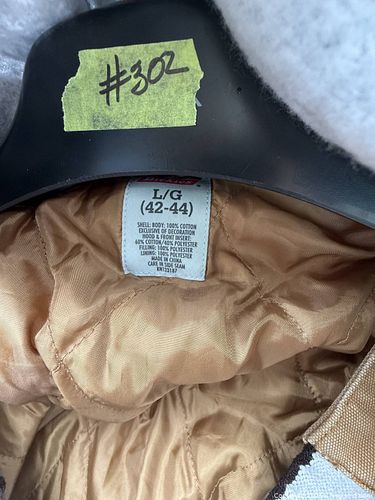 #302
L/G
(42-44)
SHELL: BODY: 100% COTTON
EXCLUSIVE OF DECORATION
HOOD & FRONT INSERT:
60% COTTON/40% POLYESTER
FILLING: 100% POLYESTER
LINING: 100% POLYESTER
MADE IN CHINA
CARE IN SIDE SEAM